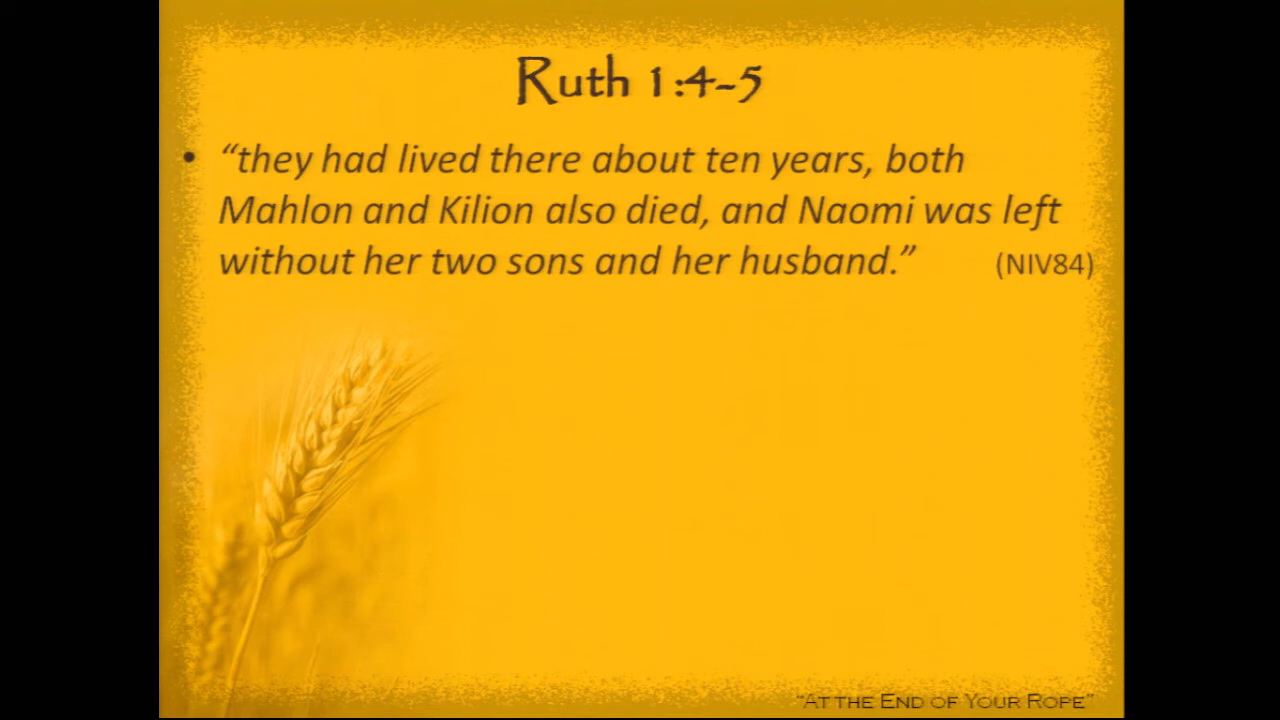 Ruth 1:4-5
• “they had lived there about ten years, both
Mahlon and Kilion also died, and Naomi was left
without her two sons and her husband.” (NIV84)
"At the End of Your Rope"